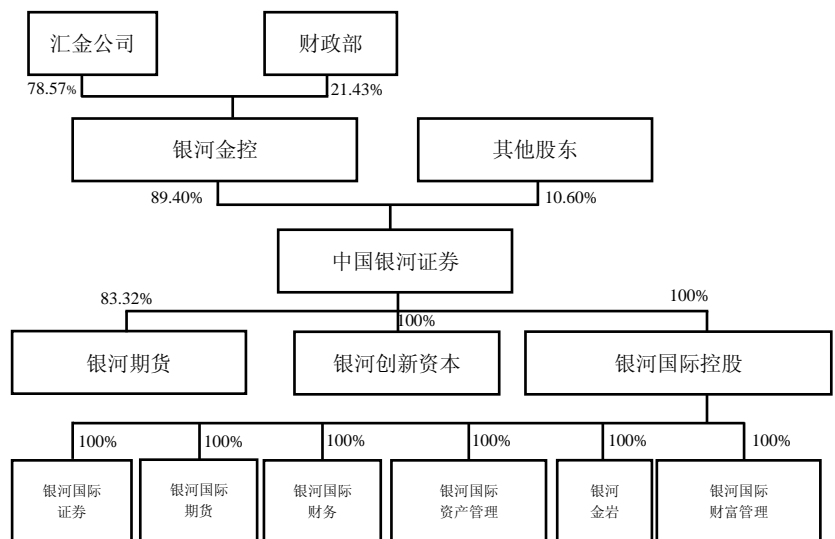 汇金公司 财政部
78.57% 21.43%
银河金控 其他股东
89.40% 10.60%
中国银河证券
83.32% 100% 100%
银河期货 银河创新资本 银河国际控股
100% 100% 100% 100% 100% 100%
银河国际 银河国际 银河国际 银河国际 银河 银河国际
证券 期货 财务 资产管理 金岩 财富管理